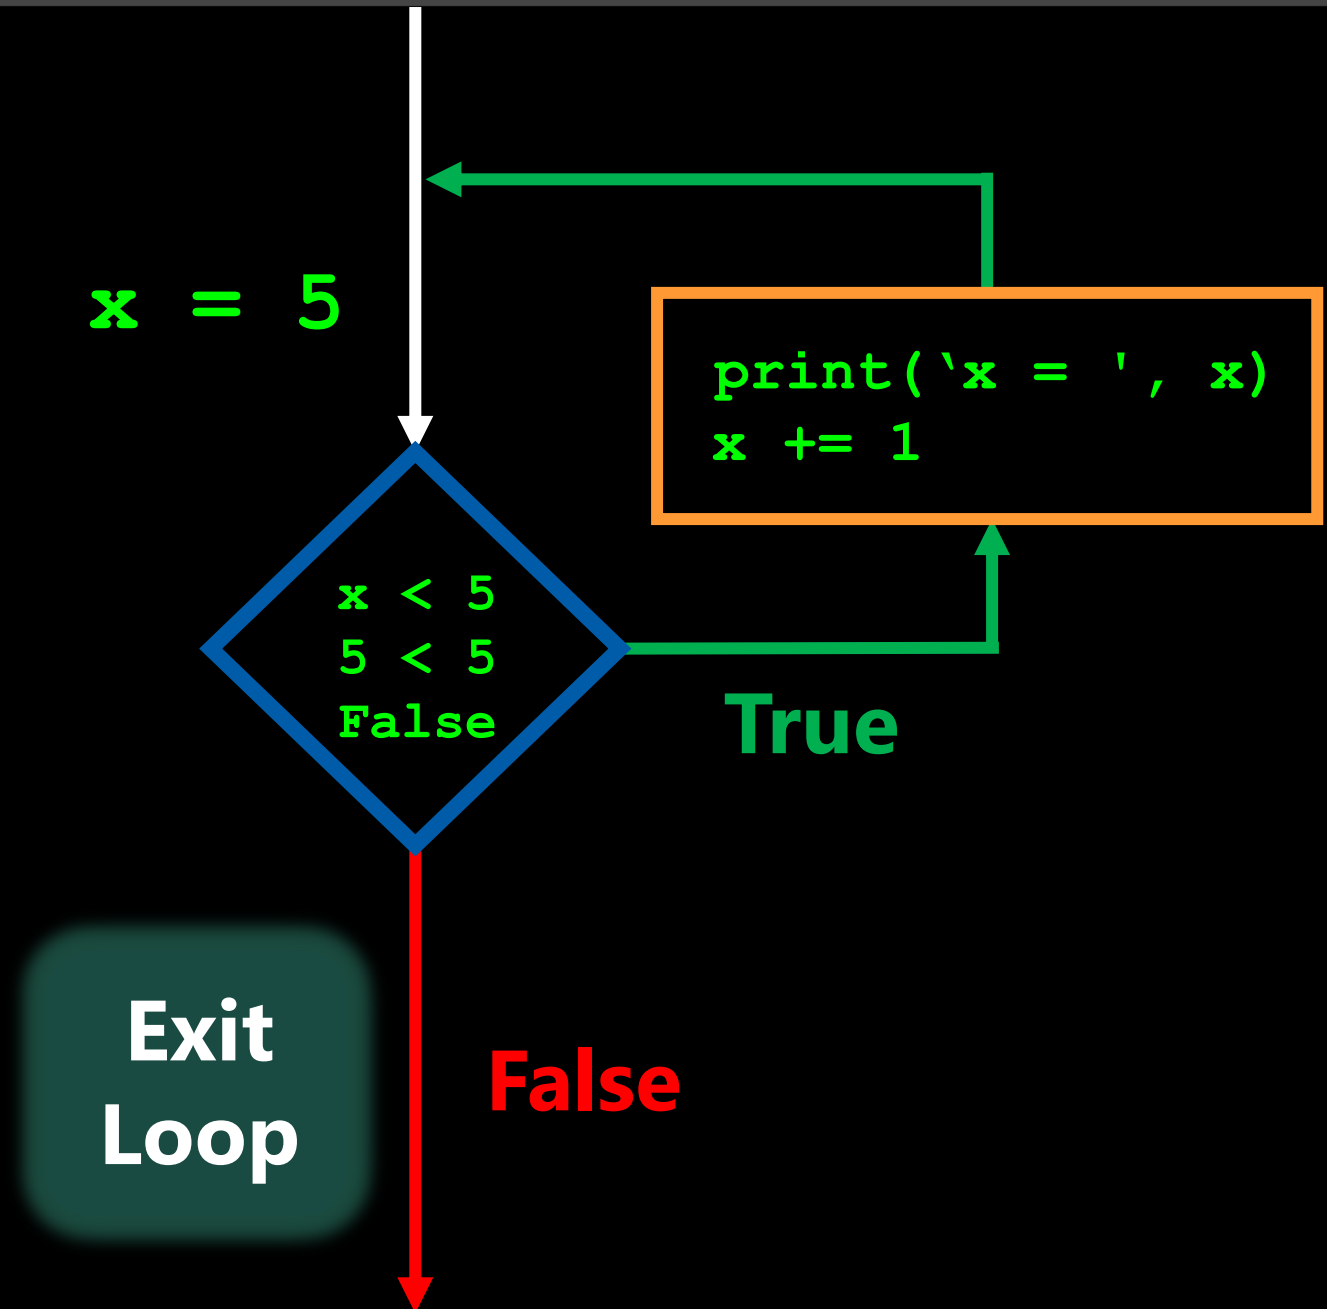 x = 5
print(‛x = ', x)
x += 1
x < 5
5 < 5
False
True
Exit
Loop
False